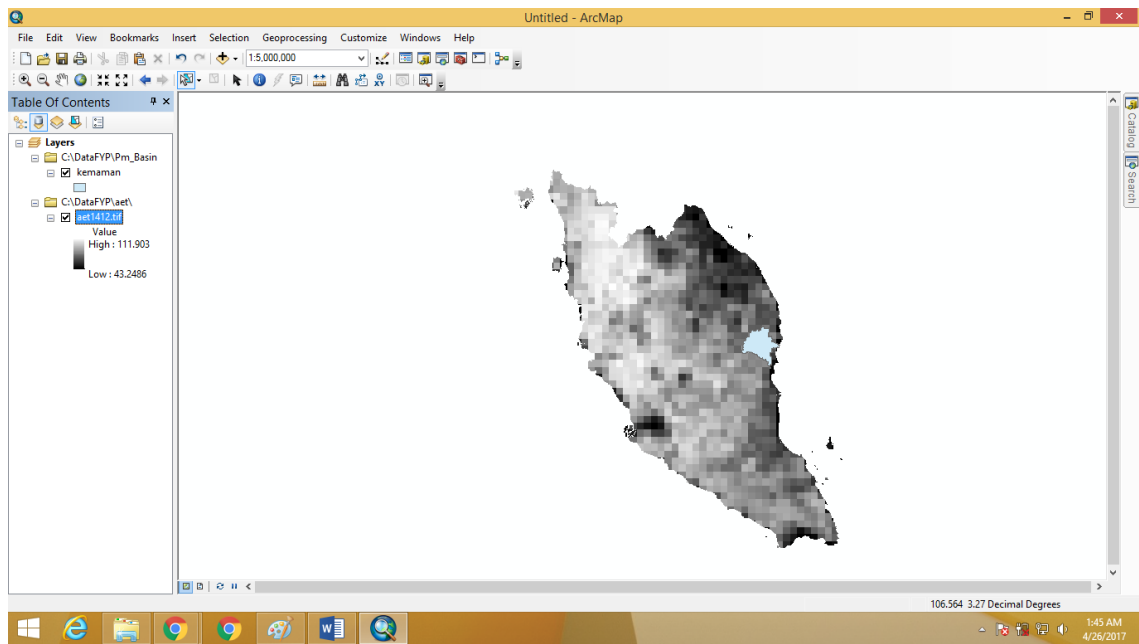 Untitled - ArcMap
File Edit View Bookmarks Insert Selection Geoprocessing Customize Windows Help
1:5,000,000
Table Of Contents
Layers
C:\DataFYP\Pm_Basin
kemaman
C:\DataFYP\aet\
aet1412.tif
Value
High : 111.903
Low : 43.2486
Catalog
Search
106.564 3.27 Decimal Degrees
1:45 AM
4/26/2017